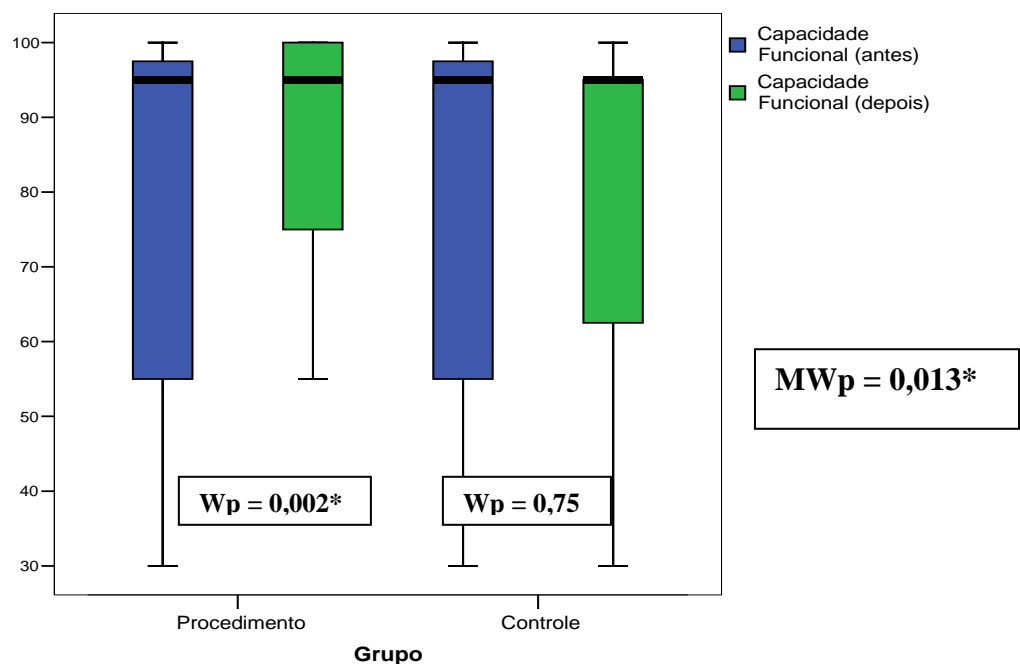 100
90
80
70
60
50
40
30
Capacidade
Funcional (antes)
Capacidade
Funcional (depois)
MWp = 0,013*
Wp = 0,002*
Wp = 0,75
Procedimento
Controle
Grupo